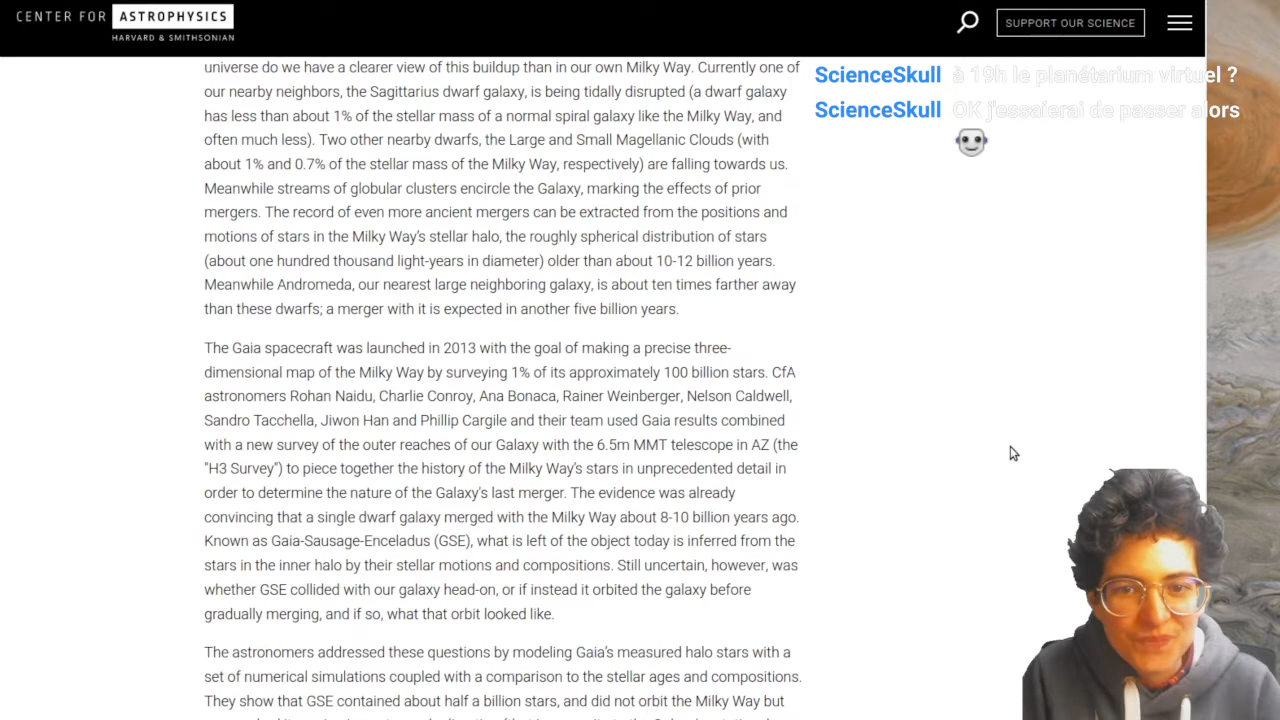 CENTER FOR ASTROPHYSICS
HARVARD & SMITHSONIAN
SUPPORT OUR SCIENCE
universe do we have a clearer view of this buildup than in our own Milky Way. Currently one of
our nearby neighbors, the Sagittarius dwarf galaxy, is being tidally disrupted (a dwarf galaxy
has less than about 1% of the stellar mass of a normal spiral galaxy like the Milky Way, and
often much less). Two other nearby dwarfs, the Large and Small Magellanic Clouds (with
about 1% and 0.7% of the stellar mass of the Milky Way, respectively) are falling towards us.
Meanwhile streams of globular clusters encircle the Galaxy, marking the effects of prior
mergers. The record of even more ancient mergers can be extracted from the positions and
motions of stars in the Milky Way’s stellar halo, the roughly spherical distribution of stars
(about one hundred thousand light-years in diameter) older than about 10-12 billion years.
Meanwhile Andromeda, our nearest large neighboring galaxy, is about ten times farther away
than these dwarfs; a merger with it is expected in another five billion years.
The Gaia spacecraft was launched in 2013 with the goal of making a precise three-
dimensional map of the Milky Way by surveying 1% of its approximately 100 billion stars. CfA
astronomers Rohan Naidu, Charlie Conroy, Ana Bonaca, Rainer Weinberger, Nelson Caldwell,
Sandro Tacchella, Jiwon Han and Phillip Cargile and their team used Gaia results combined
with a new survey of the outer reaches of our Galaxy with the 6.5m MMT telescope in AZ (the
"H3 Survey") to piece together the history of the Milky Way’s stars in unprecedented detail in
order to determine the nature of the Galaxy's last merger. The evidence was already
convincing that a single dwarf galaxy merged with the Milky Way about 8-10 billion years ago.
Known as Gaia-Sausage-Enceladus (GSE), what is left of the object today is inferred from the
stars in the inner halo by their stellar motions and compositions. Still uncertain, however, was
whether GSE collided with our galaxy head-on, or if instead it orbited the galaxy before
gradually merging, and if so, what that orbit looked like.
The astronomers addressed these questions by modeling Gaia’s measured halo stars with a
set of numerical simulations coupled with a comparison to the stellar ages and compositions.
They show that GSE contained about half a billion stars, and did not orbit the Milky Way but
ScienceSkull à 19h le planétarium virtuel ?
ScienceSkull OK j'essaierai de passer alors